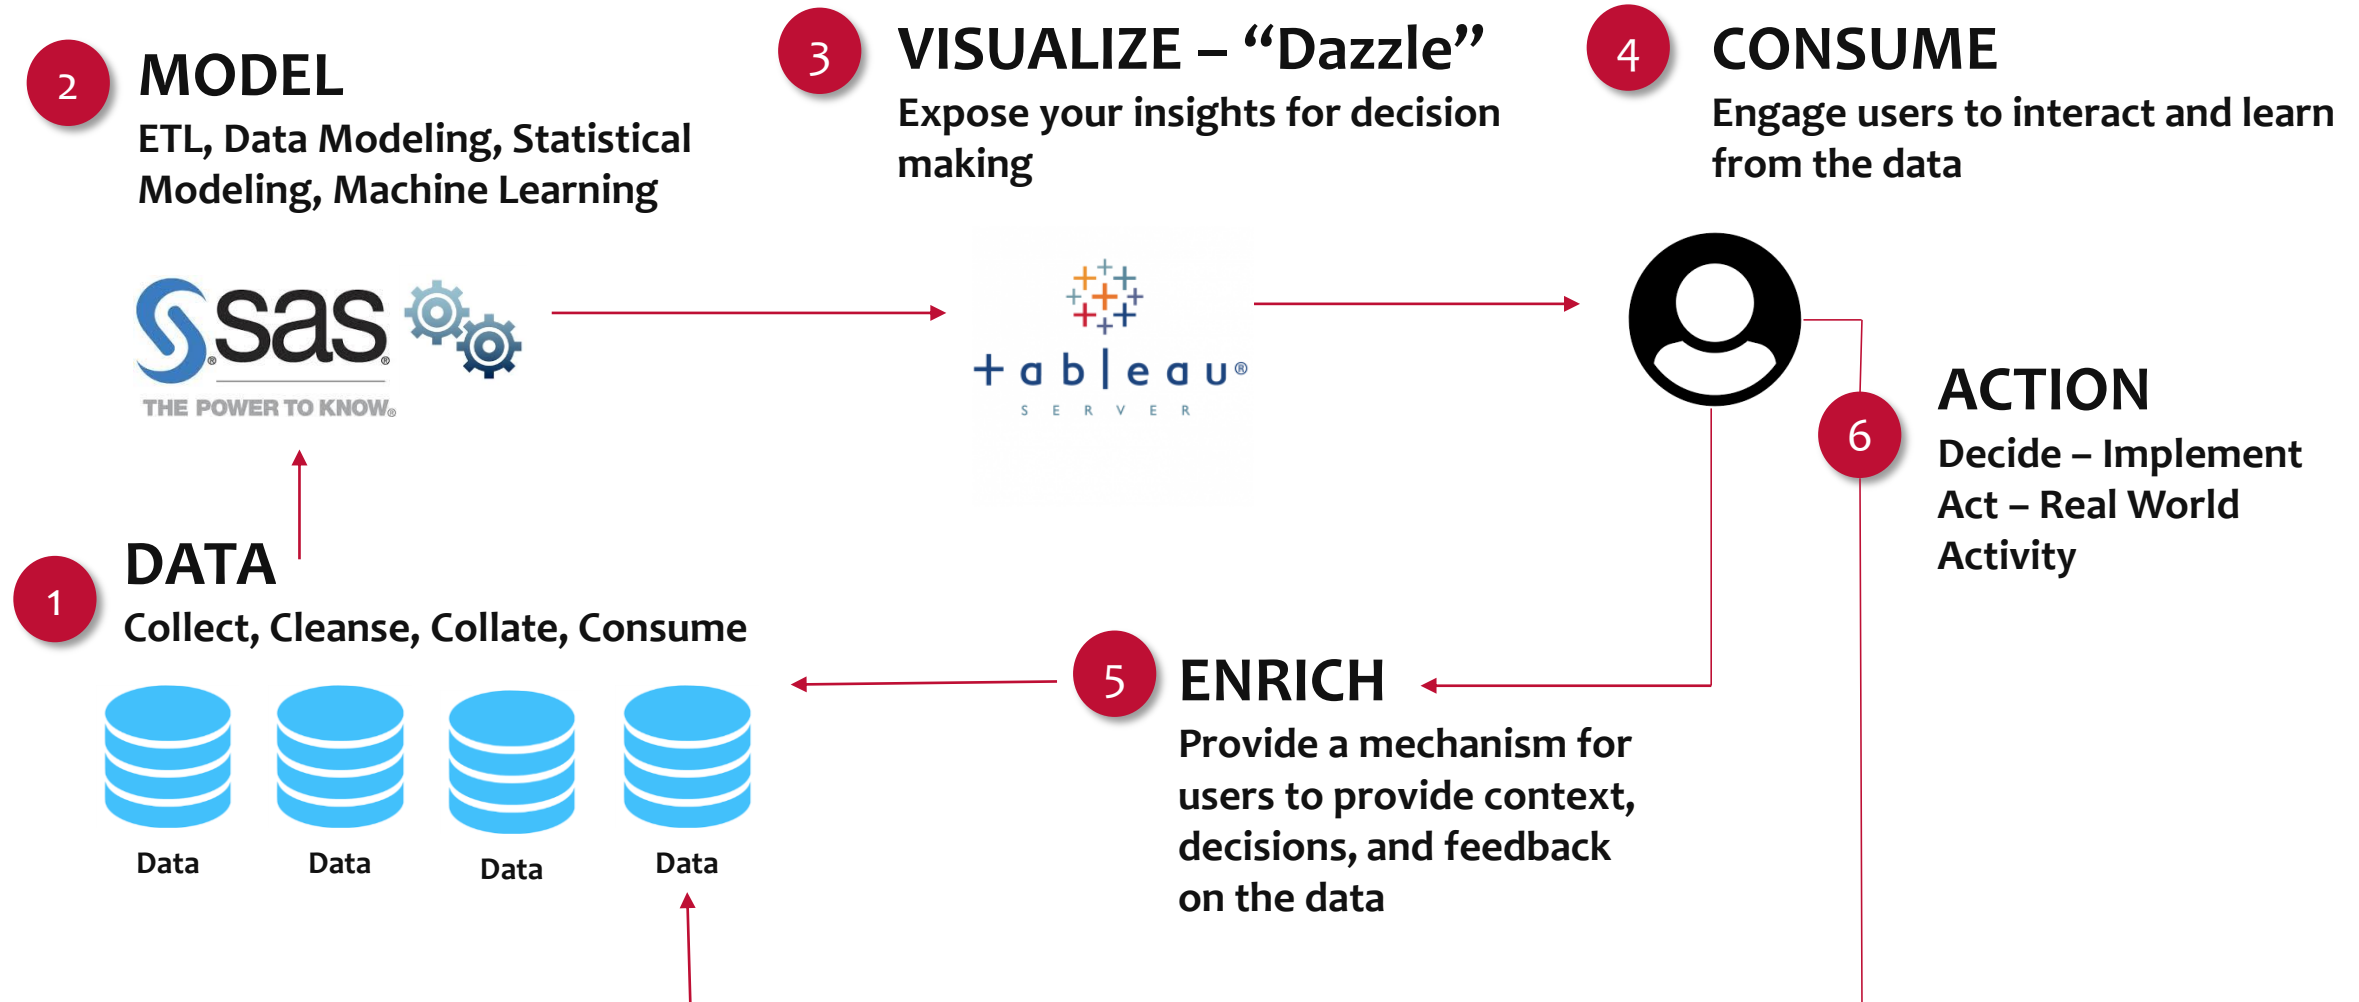 2
MODEL
ETL, Data Modeling, Statistical
Modeling, Machine Learning
3
VISUALIZE – “Dazzle”
Expose your insights for decision
making
4
CONSUME
Engage users to interact and learn
from the data
sas®
THE POWER TO KNOW®
+ableau®
SERVER
6
ACTION
Decide – Implement
Act – Real World
Activity
1
DATA
Collect, Cleanse, Collate, Consume
Data
Data
Data
Data
5
ENRICH
Provide a mechanism for
users to provide context,
decisions, and feedback
on the data